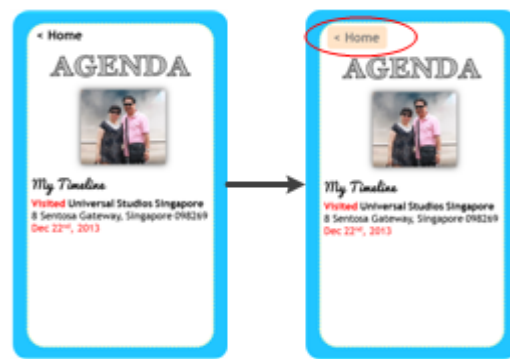 < Home
AGENDA
My Timeline
Visited Universal Studios Singapore
8 Sentosa Gateway, Singapore 098269
Dec 22nd, 2013
< Home
AGENDA
My Timeline
Visited Universal Studios Singapore
8 Sentosa Gateway, Singapore 098269
Dec 22nd, 2013